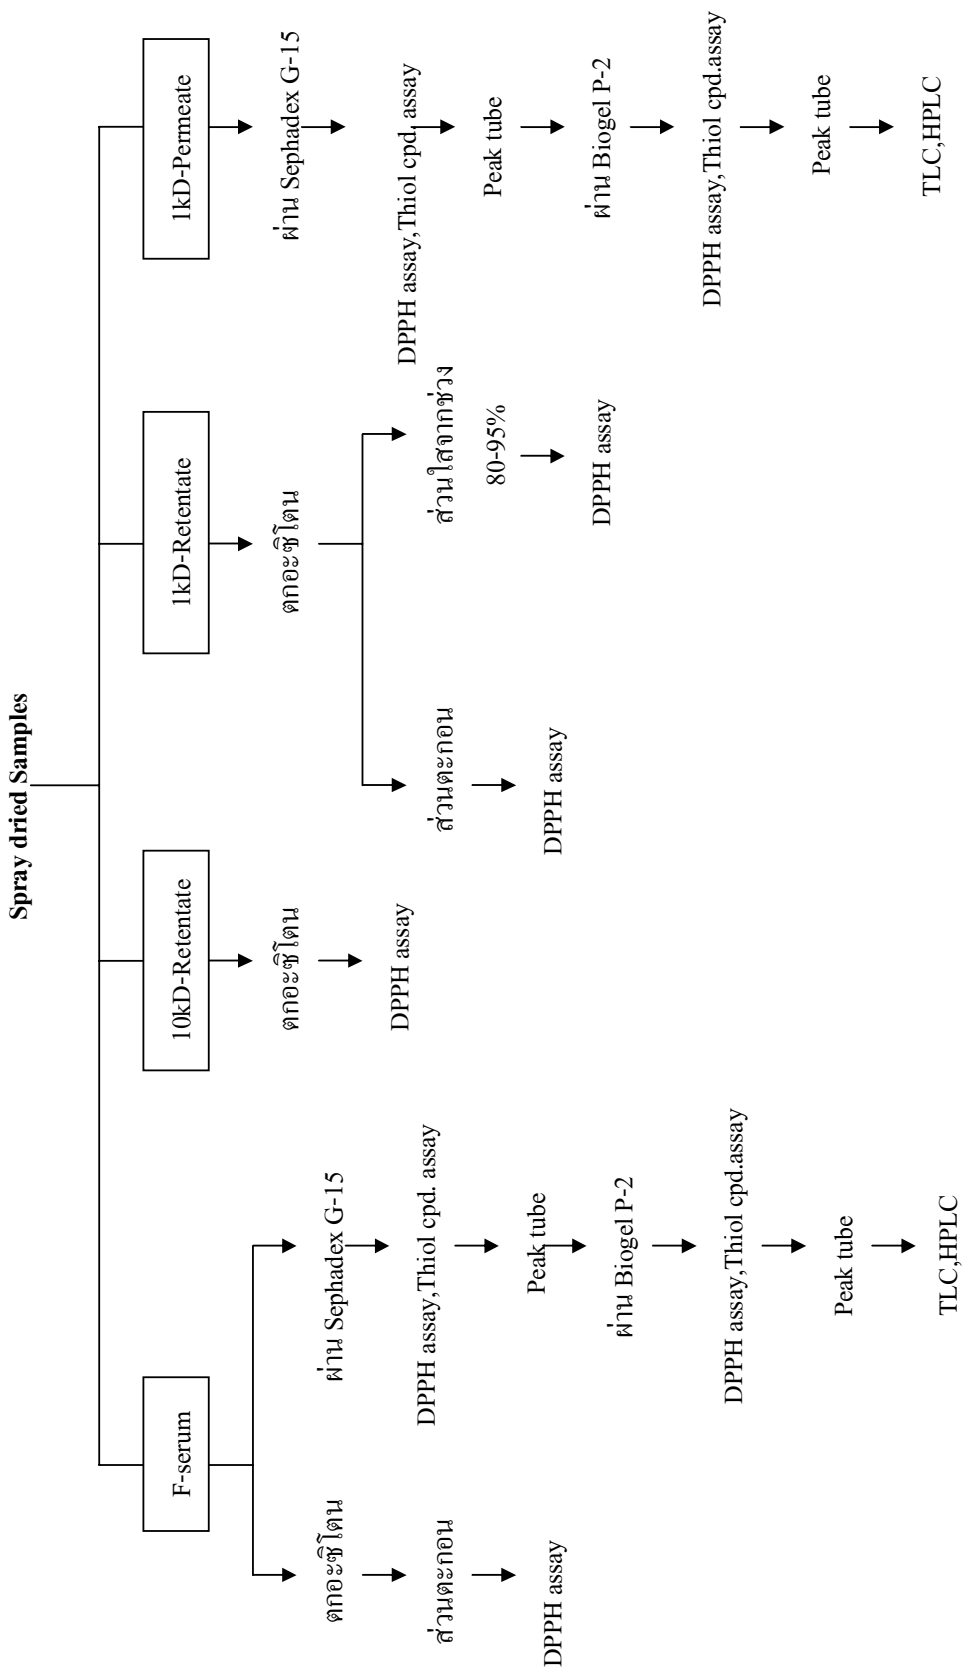 Spray dried Samples
F-serum
10kD-Retentate
1kD-Retentate
1kD-Permeate
ตกอะซิโตน
ส่วนตะกอน
DPPH assay
ผ่าน Sephadex G-15
DPPH assay,Thiol cpd. assay
Peak tube
ผ่าน Biogel P-2
DPPH assay,Thiol cpd.assay
Peak tube
TLC,HPLC
ตกอะซิโตน
DPPH assay
ตกอะซิโตน
ส่วนตะกอน
DPPH assay
ส่วนใสจากช่วง
80-95%
DPPH assay
ผ่าน Sephadex G-15
DPPH assay,Thiol cpd. assay
Peak tube
ผ่าน Biogel P-2
DPPH assay,Thiol cpd.assay
Peak tube
TLC,HPLC